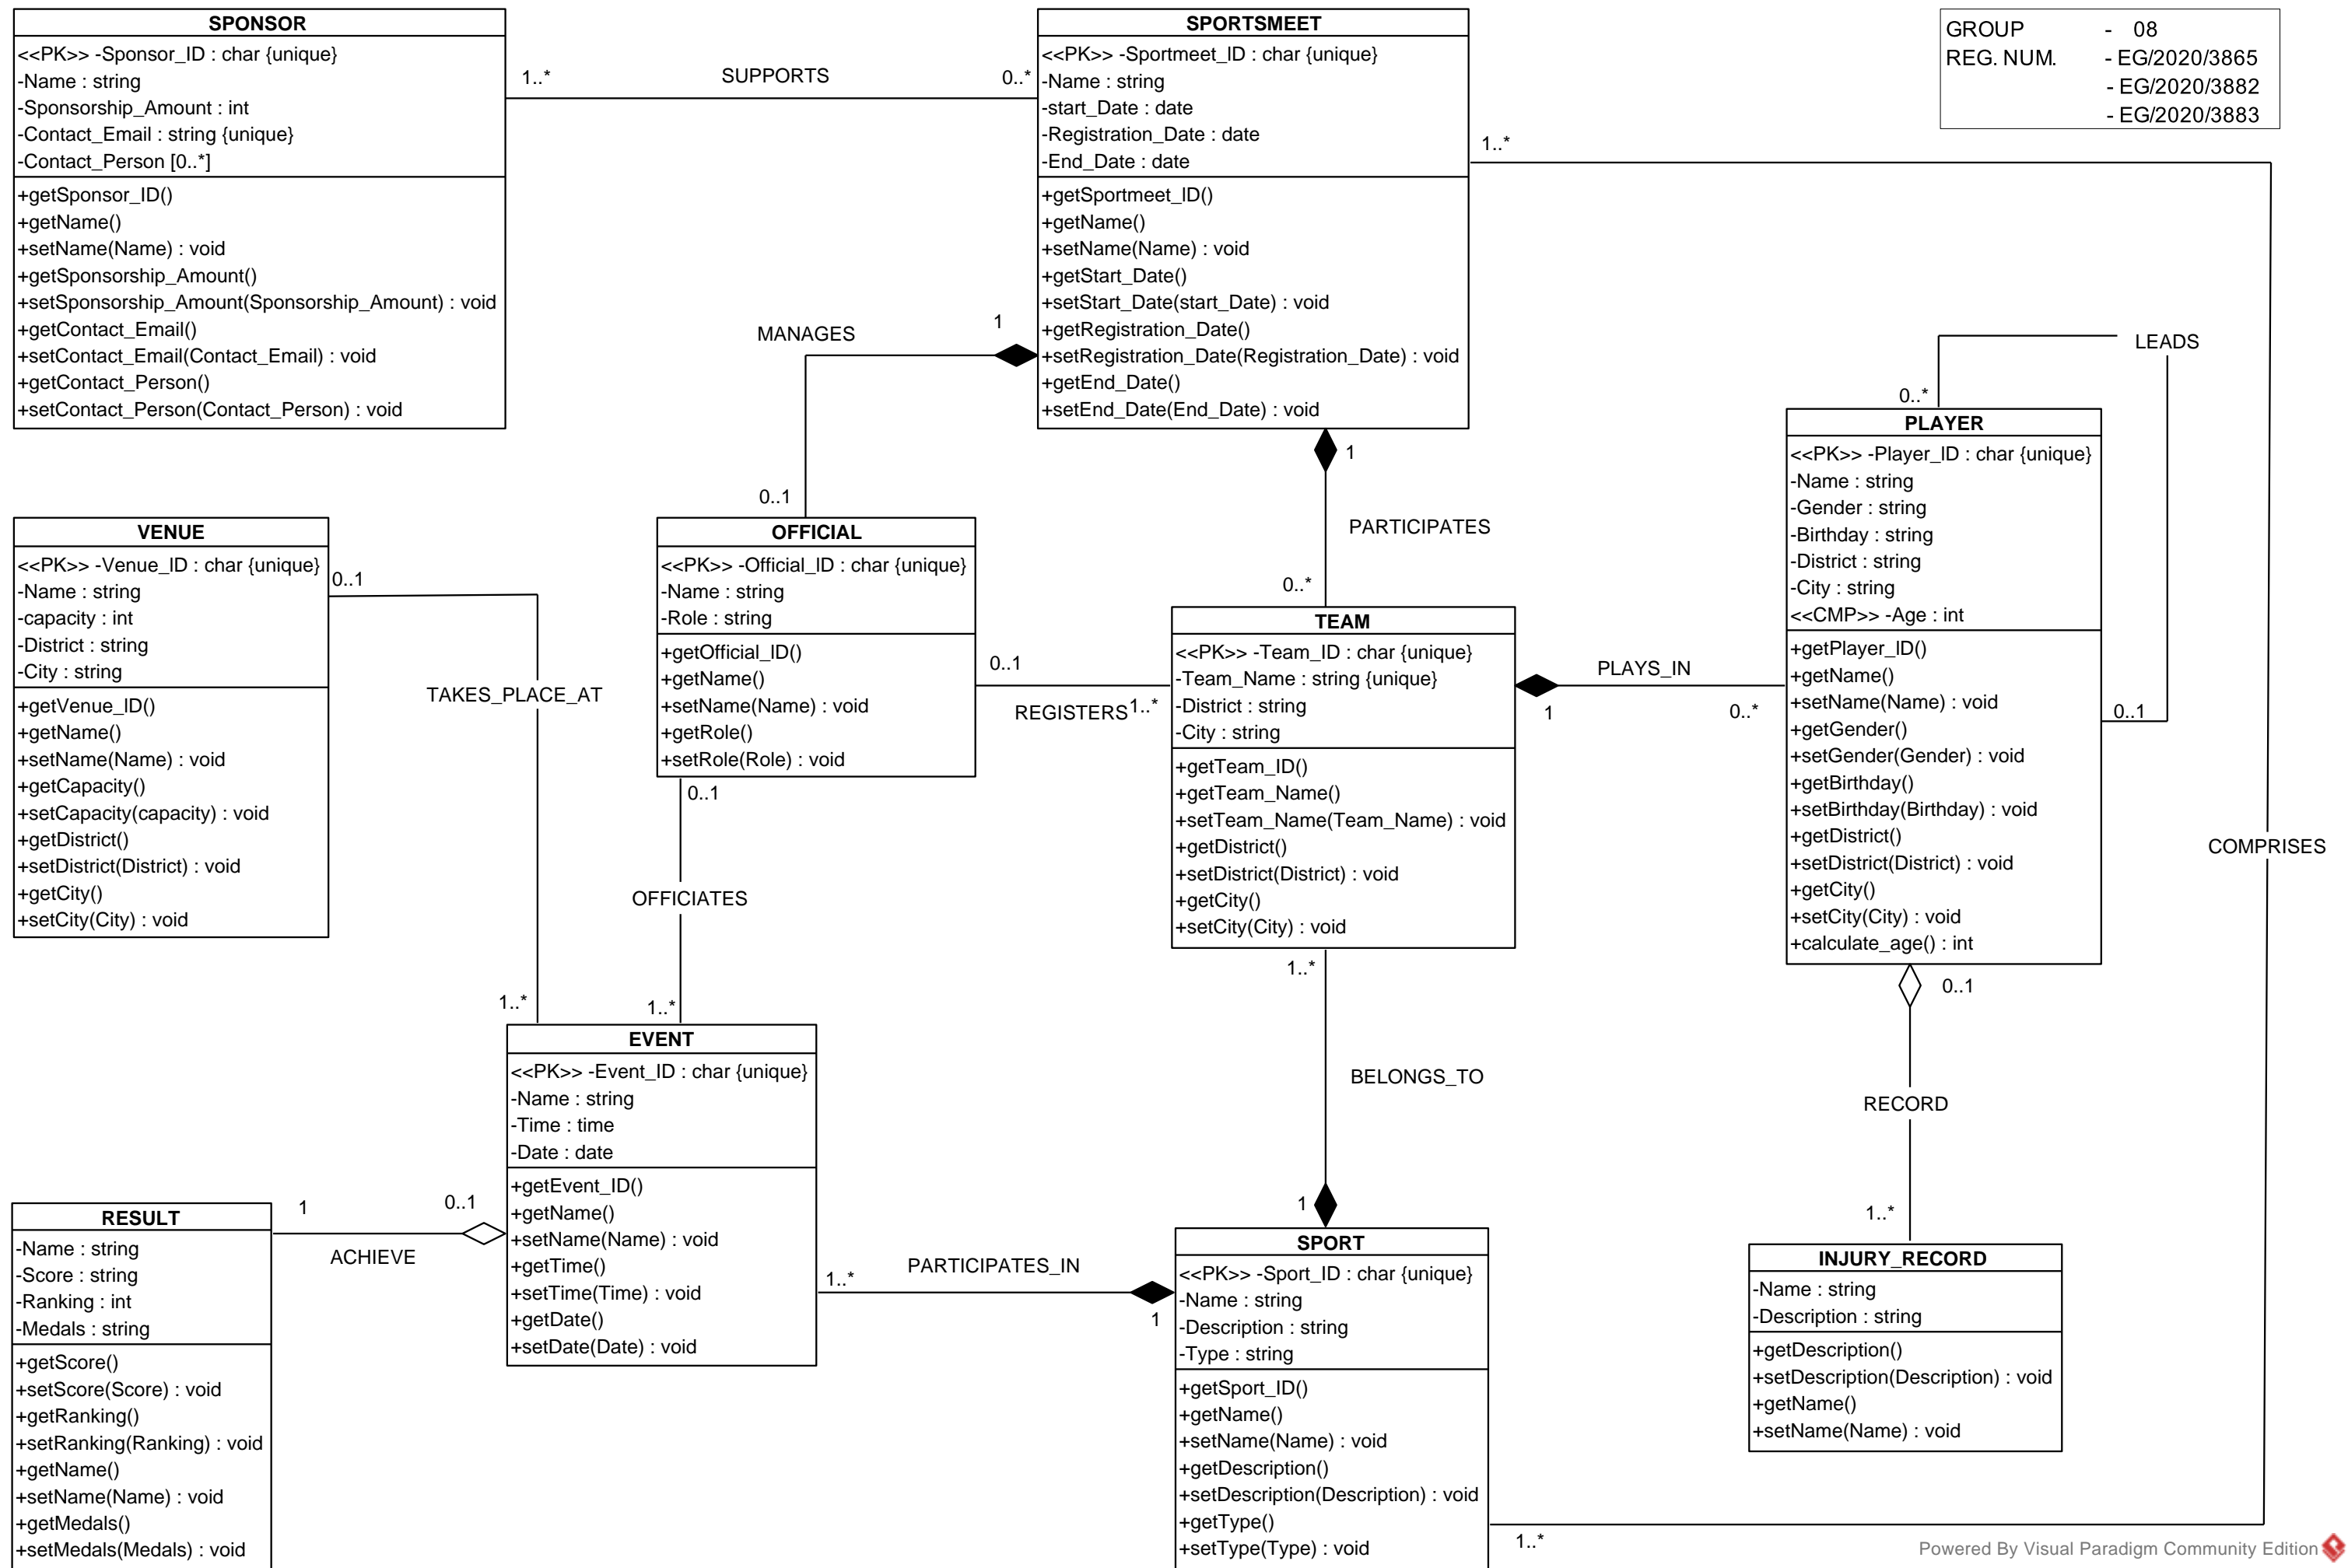 SPONSOR
<<PK>> -Sponsor_ID : char {unique}
-Name : string
-Sponsorship_Amount : int
-Contact_Email : string {unique}
-Contact_Person [0..*]
+getSponsor_ID()
+getName()
+setName(Name) : void
+getSponsorship_Amount()
+setSponsorship_Amount(Sponsorship_Amount) : void
+getContact_Email()
+setContact_Email(Contact_Email) : void
+getContact_Person()
+setContact_Person(Contact_Person) : void
1..*
SUPPORTS
0..*
SPORTSMEET
<<PK>> -Sportmeet_ID : char {unique}
-Name : string
-start_Date : date
-Registration_Date : date
-End_Date : date
+getSportmeet_ID()
+getName()
+setName(Name) : void
+getStart_Date()
+setStart_Date(start_Date) : void
+getRegistration_Date()
+setRegistration_Date(Registration_Date) : void
+getEnd_Date()
+setEnd_Date(End_Date) : void
GROUP - 08
REG. NUM. - EG/2020/3865
- EG/2020/3882
- EG/2020/3883
1..*
MANAGES
1
0..1
1
PARTICIPATES
0..*
LEADS
0..*
0..1
PLAYER
<<PK>> -Player_ID : char {unique}
-Name : string
-Gender : string
-Birthday : string
-District : string
-City : string
<<CMP>> -Age : int
+getPlayer_ID()
+getName()
+setName(Name) : void
+getGender()
+setGender(Gender) : void
+getBirthday()
+setBirthday(Birthday) : void
+getDistrict()
+setDistrict(District) : void
+getCity()
+setCity(City) : void
+calculate_age() : int
VENUE
<<PK>> -Venue_ID : char {unique}
-Name : string
-capacity : int
-District : string
-City : string
+getVenue_ID()
+getName()
+setName(Name) : void
+getCapacity()
+setCapacity(capacity) : void
+getDistrict()
+setDistrict(District) : void
+getCity()
+setCity(City) : void
0..1
TAKES_PLACE_AT
1..*
OFFICIAL
<<PK>> -Official_ID : char {unique}
-Name : string
-Role : string
+getOfficial_ID()
+getName()
+setName(Name) : void
+getRole()
+setRole(Role) : void
0..1
REGISTERS
1..*
0..1
OFFICIATES
1..*
TEAM
<<PK>> -Team_ID : char {unique}
-Team_Name : string {unique}
-District : string
-City : string
+getTeam_ID()
+getTeam_Name()
+setTeam_Name(Team_Name) : void
+getDistrict()
+setDistrict(District) : void
+getCity()
+setCity(City) : void
PLAYS_IN
1
0..*
COMPRISES
1..*
BELONGS_TO
1
0..1
RECORD
1..*
EVENT
<<PK>> -Event_ID : char {unique}
-Name : string
-Time : time
-Date : date
+getEvent_ID()
+getName()
+setName(Name) : void
+getTime()
+setTime(Time) : void
+getDate()
+setDate(Date) : void
RESULT
-Name : string
-Score : string
-Ranking : int
-Medals : string
+getScore()
+setScore(Score) : void
+getRanking()
+setRanking(Ranking) : void
+getName()
+setName(Name) : void
+getMedals()
+setMedals(Medals) : void
1
0..1
ACHIEVE
PARTICIPATES_IN
1..*
1
SPORT
<<PK>> -Sport_ID : char {unique}
-Name : string
-Description : string
-Type : string
+getSport_ID()
+getName()
+setName(Name) : void
+getDescription()
+setDescription(Description) : void
+getType()
+setType(Type) : void
INJURY_RECORD
-Name : string
-Description : string
+getDescription()
+setDescription(Description) : void
+getName()
+setName(Name) : void
1..*
Powered By Visual Paradigm Community Edition